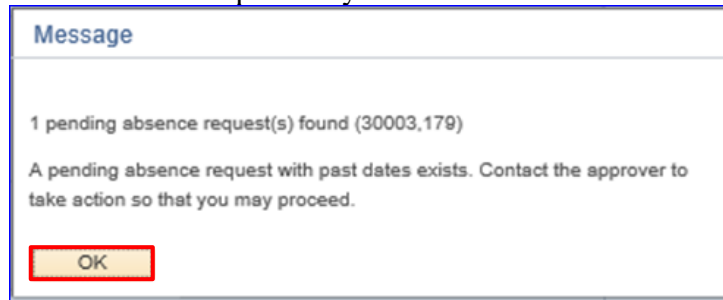 Message
1 pending absence request(s) found (30003,179)
A pending absence request with past dates exists. Contact the approver to
take action so that you may proceed.
OK